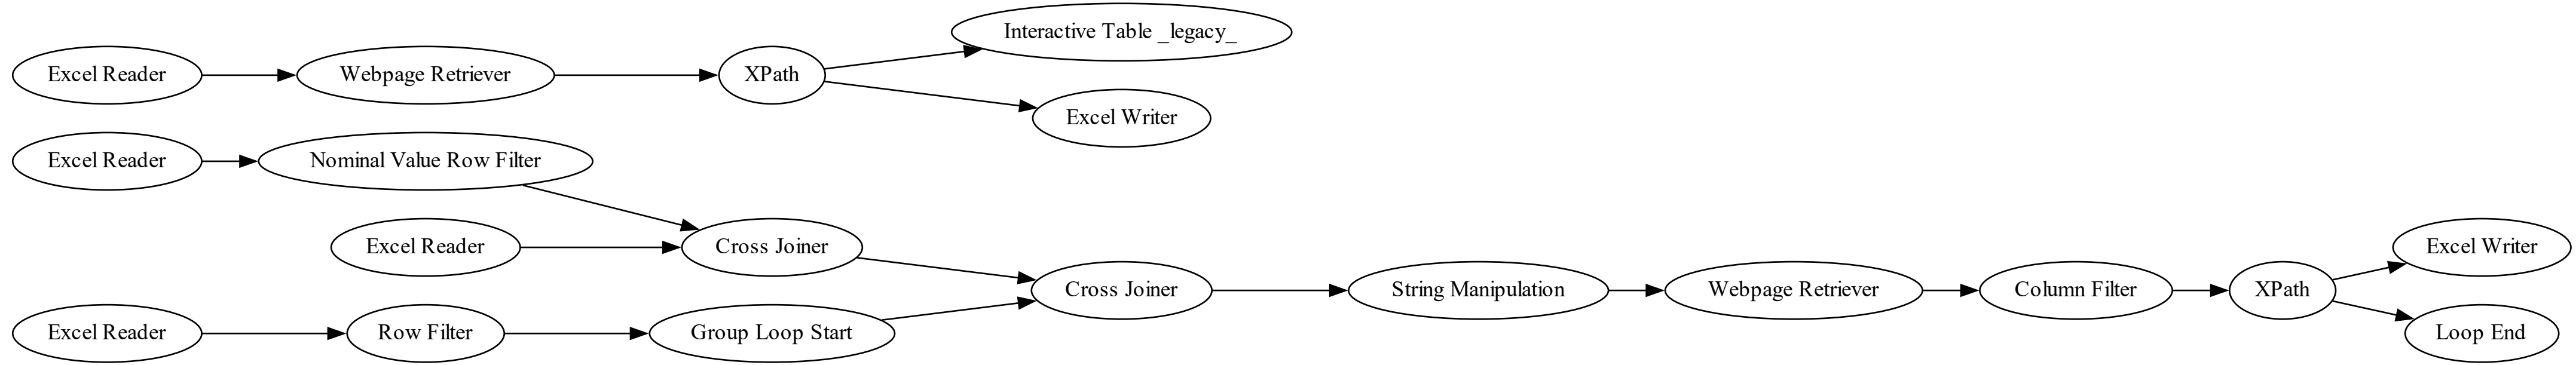 Interactive Table _legacy_
Excel Reader
Webpage Retriever
XPath
Excel Writer
Excel Reader
Nominal Value Row Filter
Excel Reader
Cross Joiner
Excel Writer
Cross Joiner
String Manipulation
Webpage Retriever
Column Filter
XPath
Excel Reader
Row Filter
Group Loop Start
Loop End